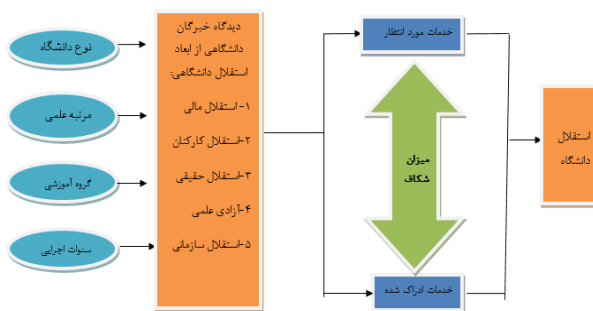 نوع دانشگاه
مرتبه علمی
گروه آموزشی
سنوات اجرایی
دیدگاه خبرگان
دانشگاهی از ابعاد
استقلال دانشگاهی:
۱- استقلال مالی
۲-استقلال کارکنان
۳-استقلال حقیقی
۴-آزادی علمی
۵-استقلال سازمانی
خدمات مورد انتظار
میزان
شکاف
خدمات ادراک شده
استقلال
دانشگاه